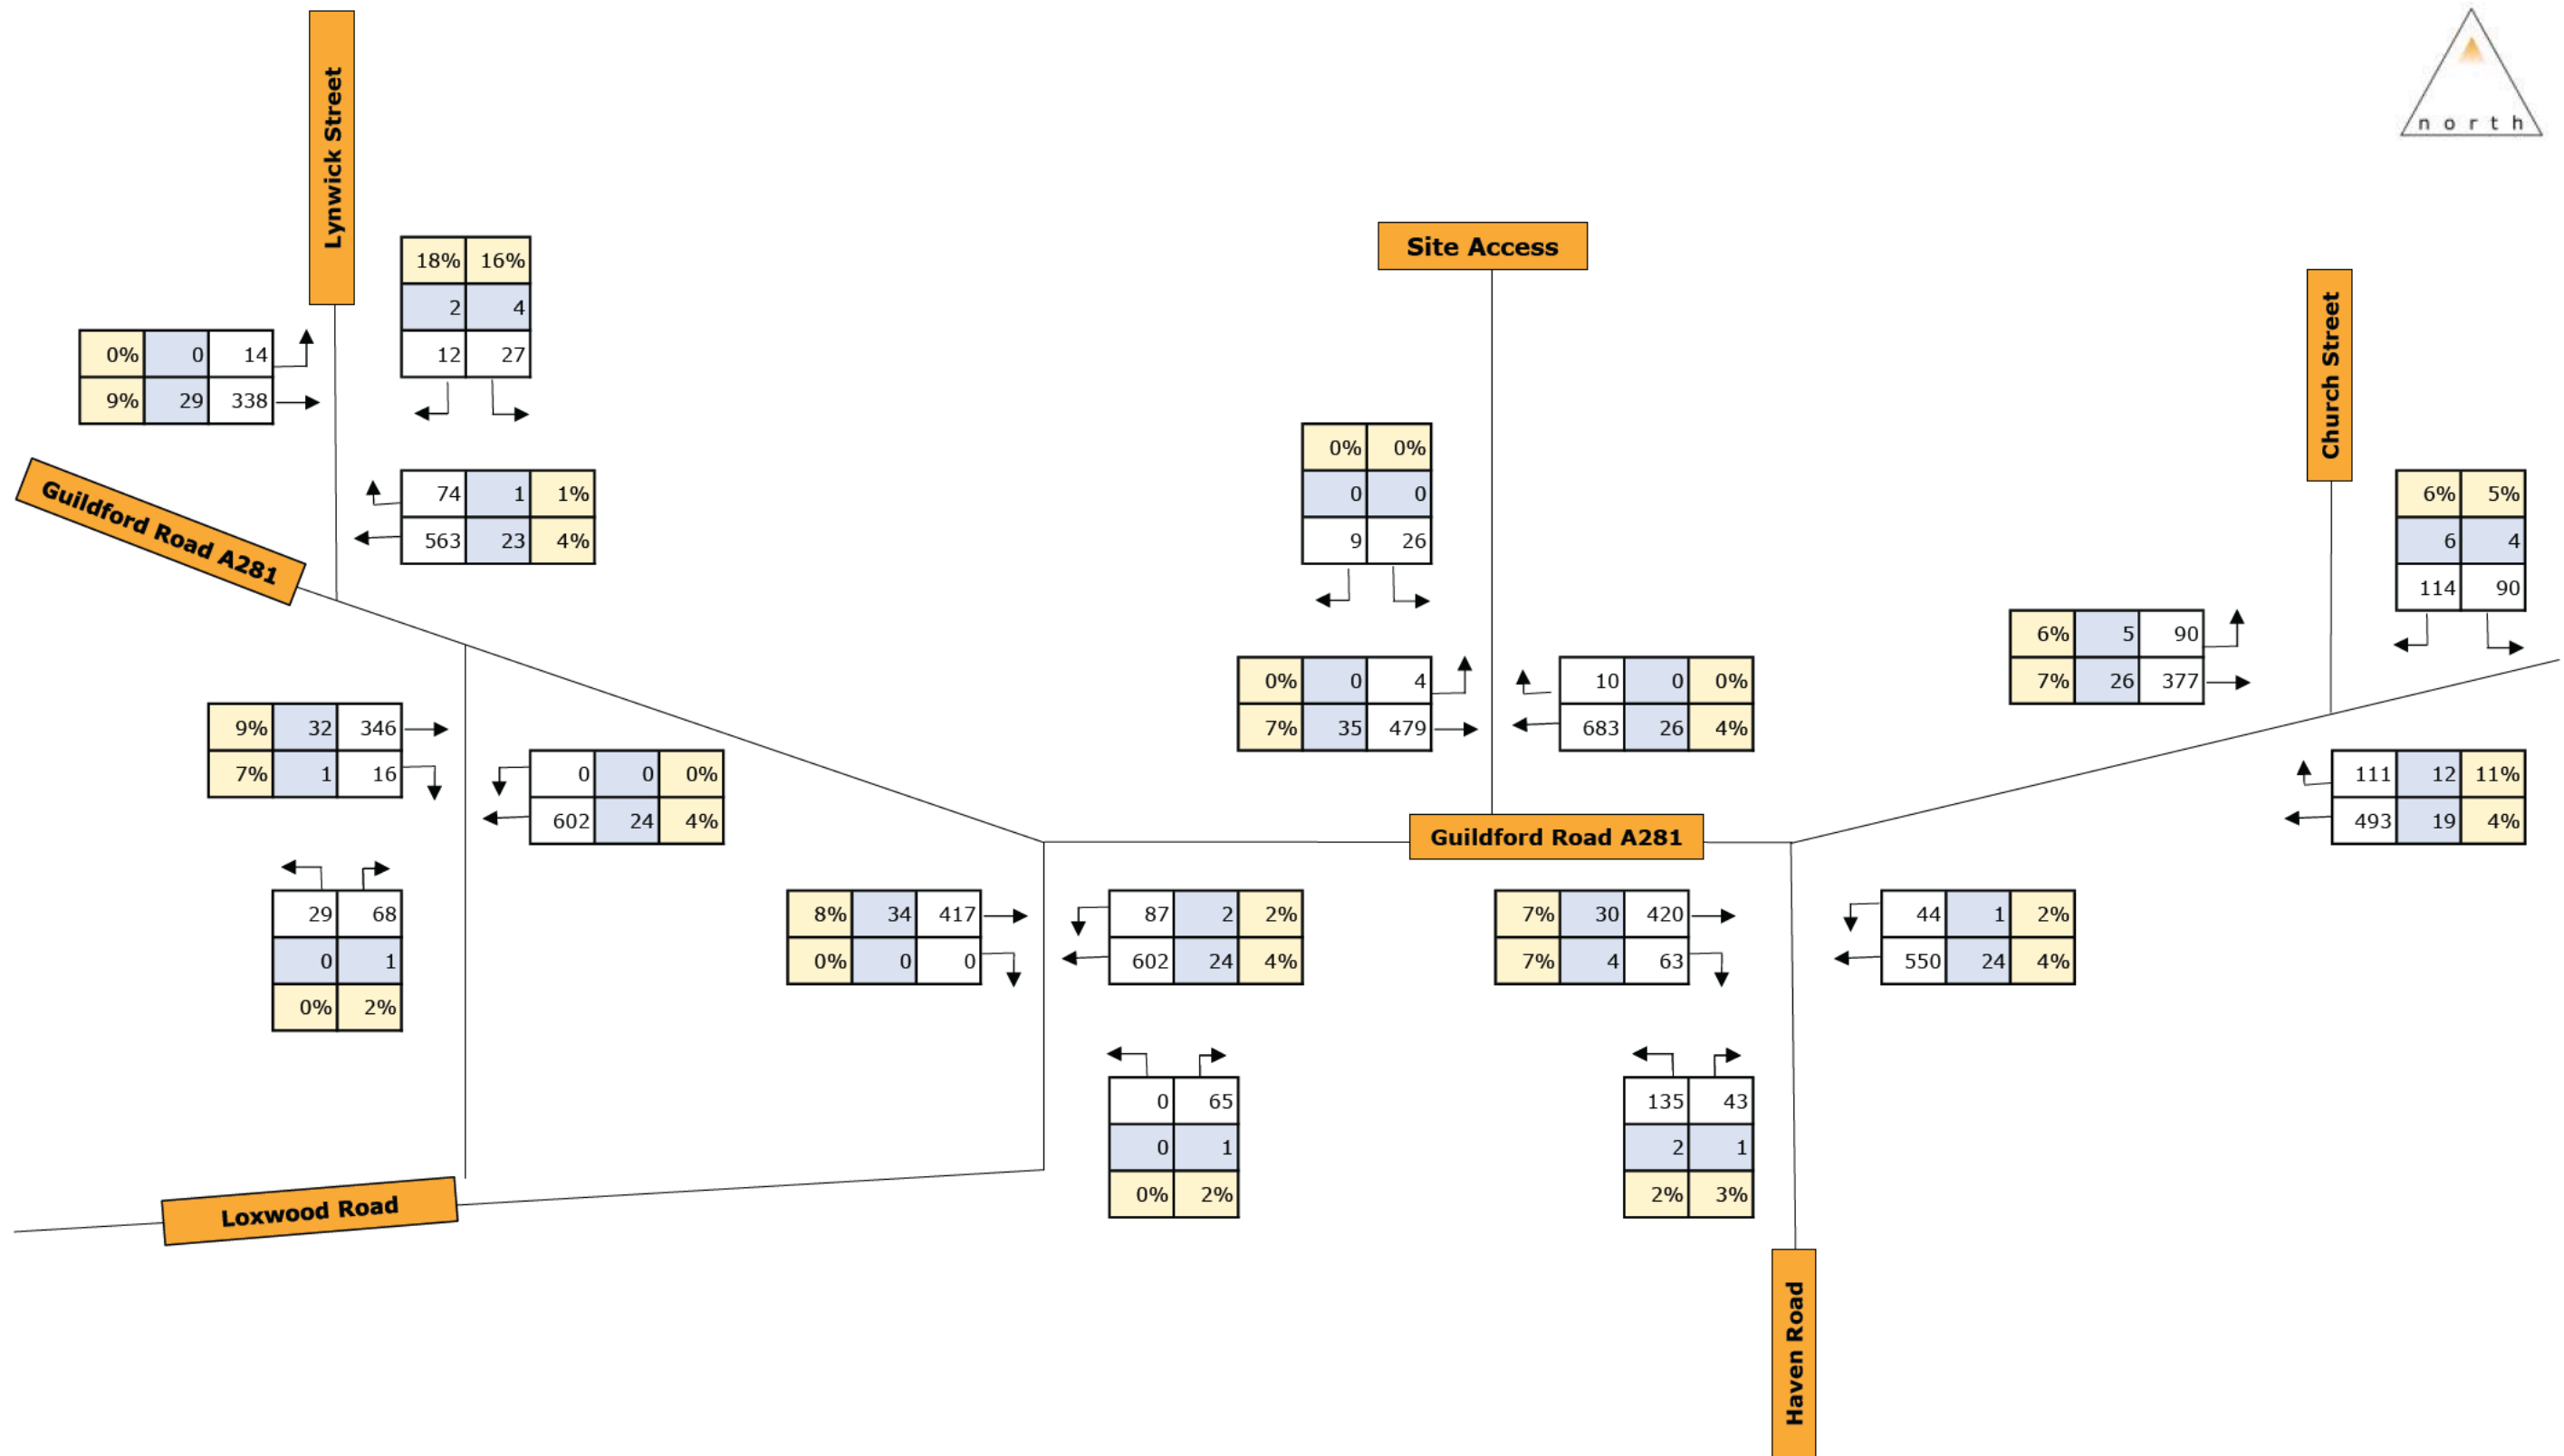 north
Lynwick Street
18% 16%
2 4
12 27
0% 0 14
9% 29 338
Guildford Road A281
74 1 1%
563 23 4%
Site Access
0% 0%
0 0
9 26
0% 0 4
7% 35 479
10 0 0%
683 26 4%
Church Street
6% 5%
6 4
114 90
6% 5 90
7% 26 377
111 12 11%
493 19 4%
9% 32 346
7% 1 16
0 0 0%
602 24 4%
29 68
0 1
0% 2%
Guildford Road A281
8% 34 417
0% 0 0
87 2 2%
602 24 4%
0 65
0 1
0% 2%
7% 30 420
7% 4 63
44 1 2%
550 24 4%
135 43
2 1
2% 3%
Loxwood Road
Haven Road